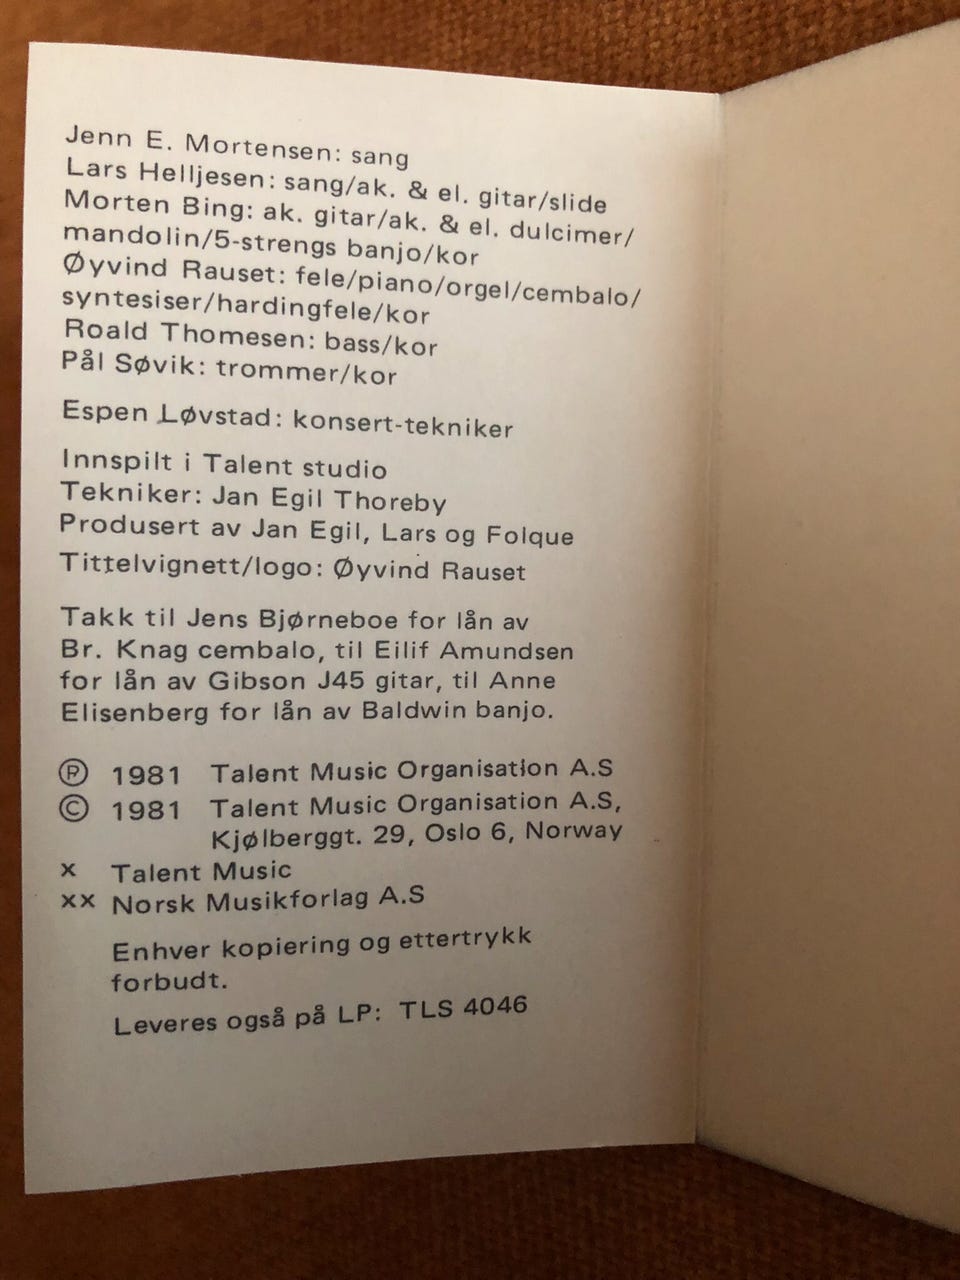 Jenn E. Mortensen: sang
Lars Helljesen: sang/ak. & el. gitar/slide
Morten Bing: ak. gitar/ak. & el. dulcimer/
mandolin/5-strengs banjo/kor
Øyvind Rauset: fele/piano/orgel/cembalo/
syntesiser/hardingfele/kor
Roald Thomesen: bass/kor
Pål Søvik: trommer/kor
Espen Løvstad: konsert-tekniker
Innspilt i Talent studio
Tekniker: Jan Egil Thoreby
Produsert av Jan Egil, Lars og Folque
Tittelvignett/logo: Øyvind Rauset
Takk til Jens Bjørneboe for lån av
Br. Knag cembalo, til Eilif Amundsen
for lån av Gibson J45 gitar, til Anne
Elisenberg for lån av Baldwin banjo.
Ⓟ 1981 Talent Music Organisation A.S
© 1981 Talent Music Organisation A.S,
Kjølberggt. 29, Oslo 6, Norway
x Talent Music
xx Norsk Musikforlag A.S
Enhver kopiering og ettertrykk
forbudt.
Leveres også på LP: TLS 4046